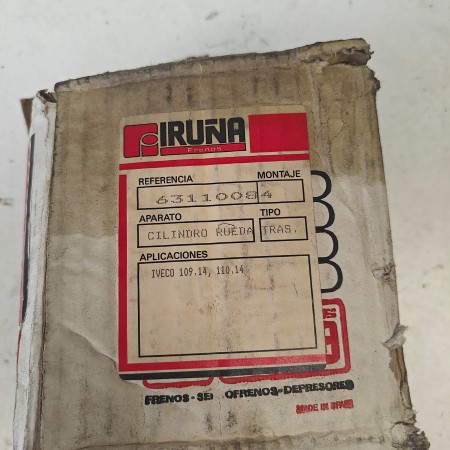 IRUÑA
Frenos
REFERENCIA MONTAJE
63110084
APARATO TIPO
CILINDRO RUEDA TRAS.
APLICACIONES
IVECO 109.14, 110.14
FRENOS - SE OFRENOS-DEPRESORES
MADE IN SPAIN